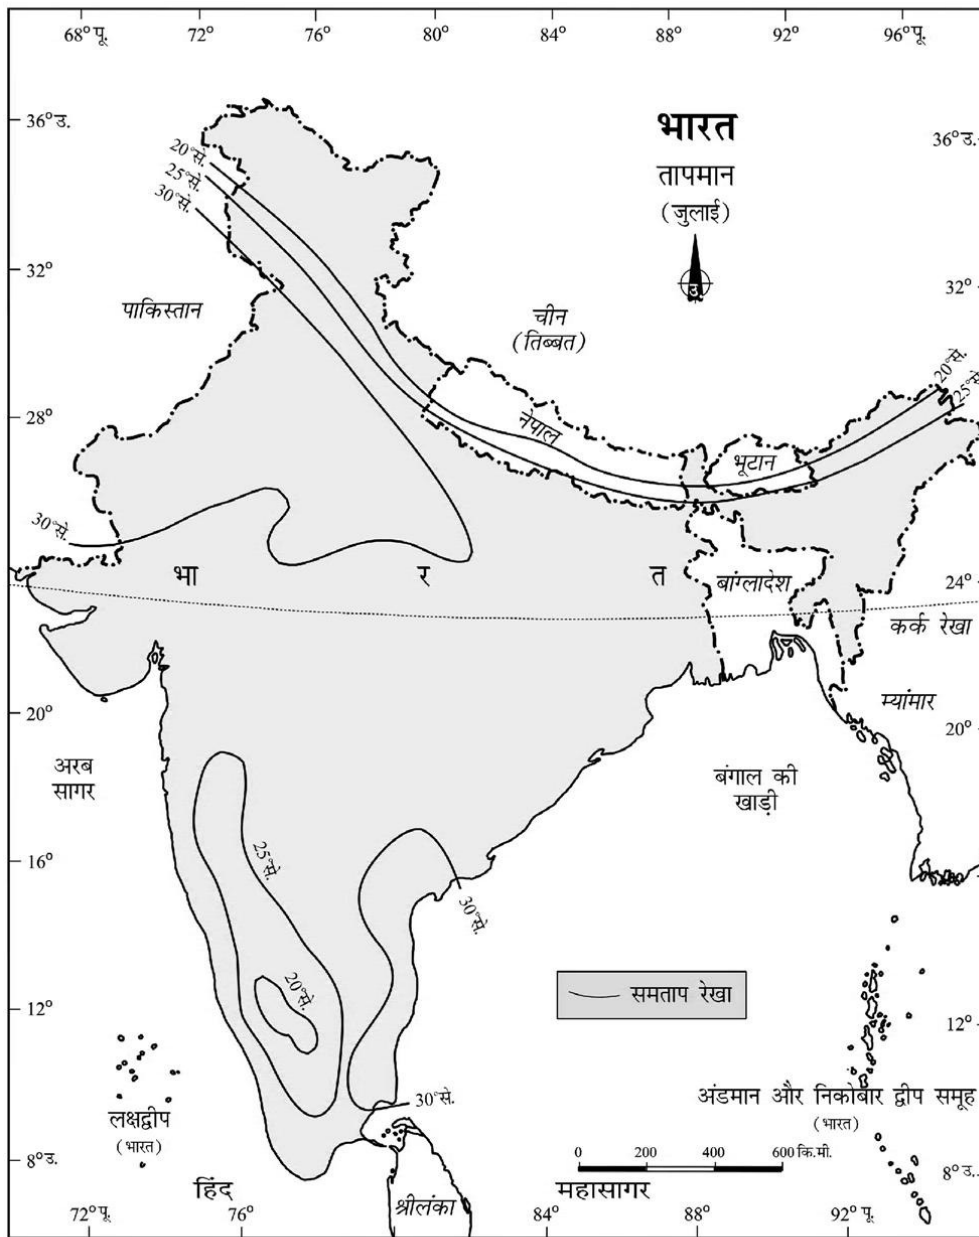 68° पू.
72°
76°
80°
84°
88°
92°
96° पू.
36° उ.
36° उ.
भारत
तापमान
(जुलाई)
उ
20°से.
25°से.
30°से.
32°
32°
पाकिस्तान
चीन
(तिब्बत)
20°से.
25°से.
28°
नेपाल
भूटान
30°से.
भा र त
बांग्लादेश
24°
कर्क रेखा
म्यांमार
20°
20°
अरब
सागर
बंगाल की
खाड़ी
25°से.
16°
30°से.
20°से.
समताप रेखा
12°
12°
30°से.
लक्षद्वीप
(भारत)
अंडमान और निकोबार द्वीप समूह
(भारत)
0 200 400 600 कि.मी.
8° उ.
8° उ.
हिंद
महासागर
श्रीलंका
72° पू.
76°
84°
88°
92° पू.